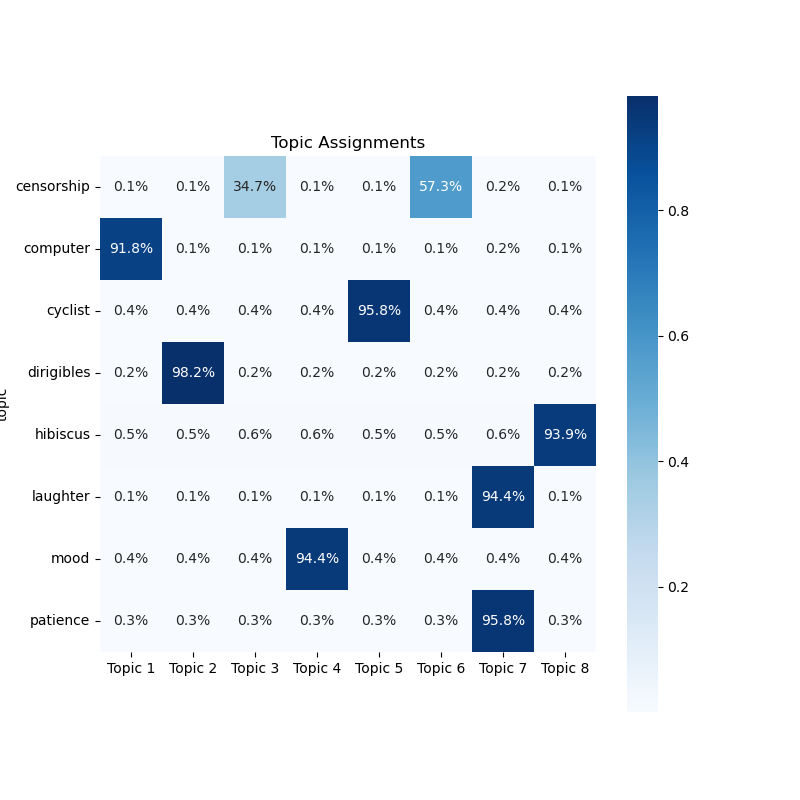 Topic Assignments
censorship 0.1% 0.1% 34.7% 0.1% 0.1% 57.3% 0.2% 0.1%
computer 91.8% 0.1% 0.1% 0.1% 0.1% 0.1% 0.2% 0.1%
cyclist 0.4% 0.4% 0.4% 0.4% 95.8% 0.4% 0.4% 0.4%
dirigibles 0.2% 98.2% 0.2% 0.2% 0.2% 0.2% 0.2% 0.2%
hibiscus 0.5% 0.5% 0.6% 0.6% 0.5% 0.5% 0.6% 93.9%
laughter 0.1% 0.1% 0.1% 0.1% 0.1% 0.1% 94.4% 0.1%
mood 0.4% 0.4% 0.4% 94.4% 0.4% 0.4% 0.4% 0.4%
patience 0.3% 0.3% 0.3% 0.3% 0.3% 0.3% 95.8% 0.3%
Topic 1 Topic 2 Topic 3 Topic 4 Topic 5 Topic 6 Topic 7 Topic 8
topic
0.8
0.6
0.4
0.2